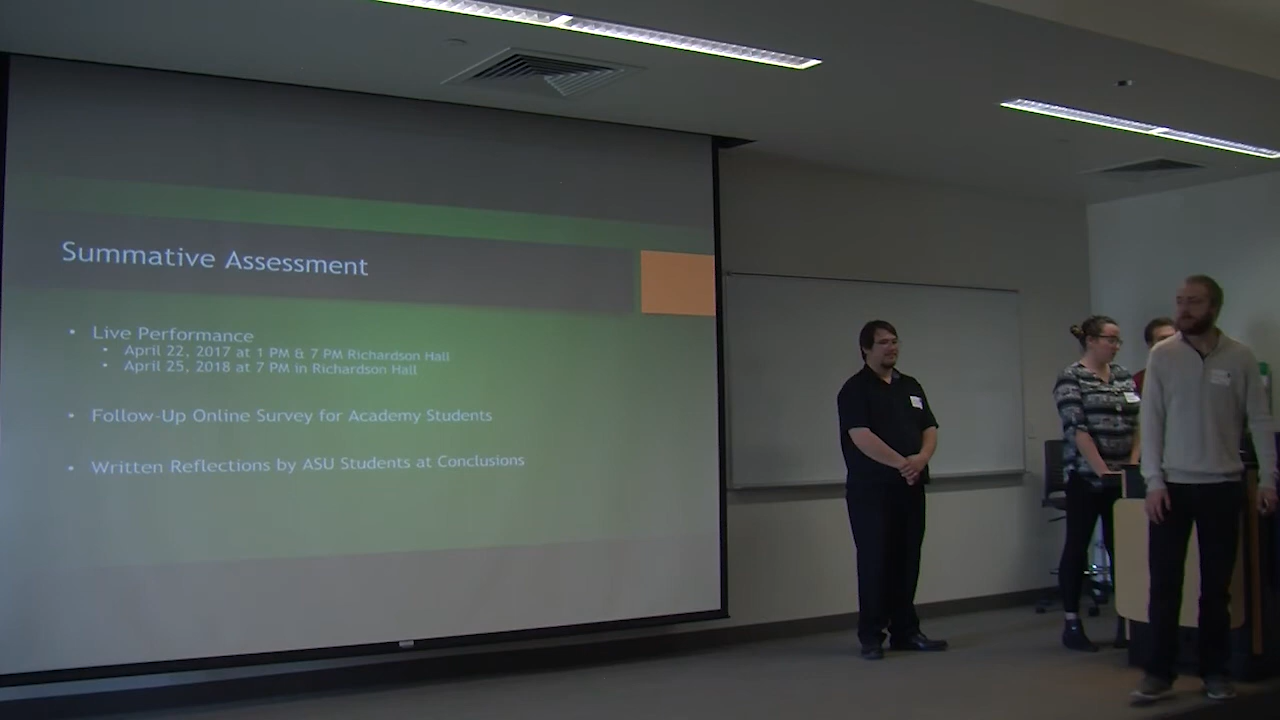 Summative Assessment
• Live Performance
• April 22, 2017 at 1 PM & 7 PM Richardson Hall
• April 25, 2018 at 7 PM in Richardson Hall
• Follow-Up Online Survey for Academy Students
• Written Reflections by ASU Students at Conclusions